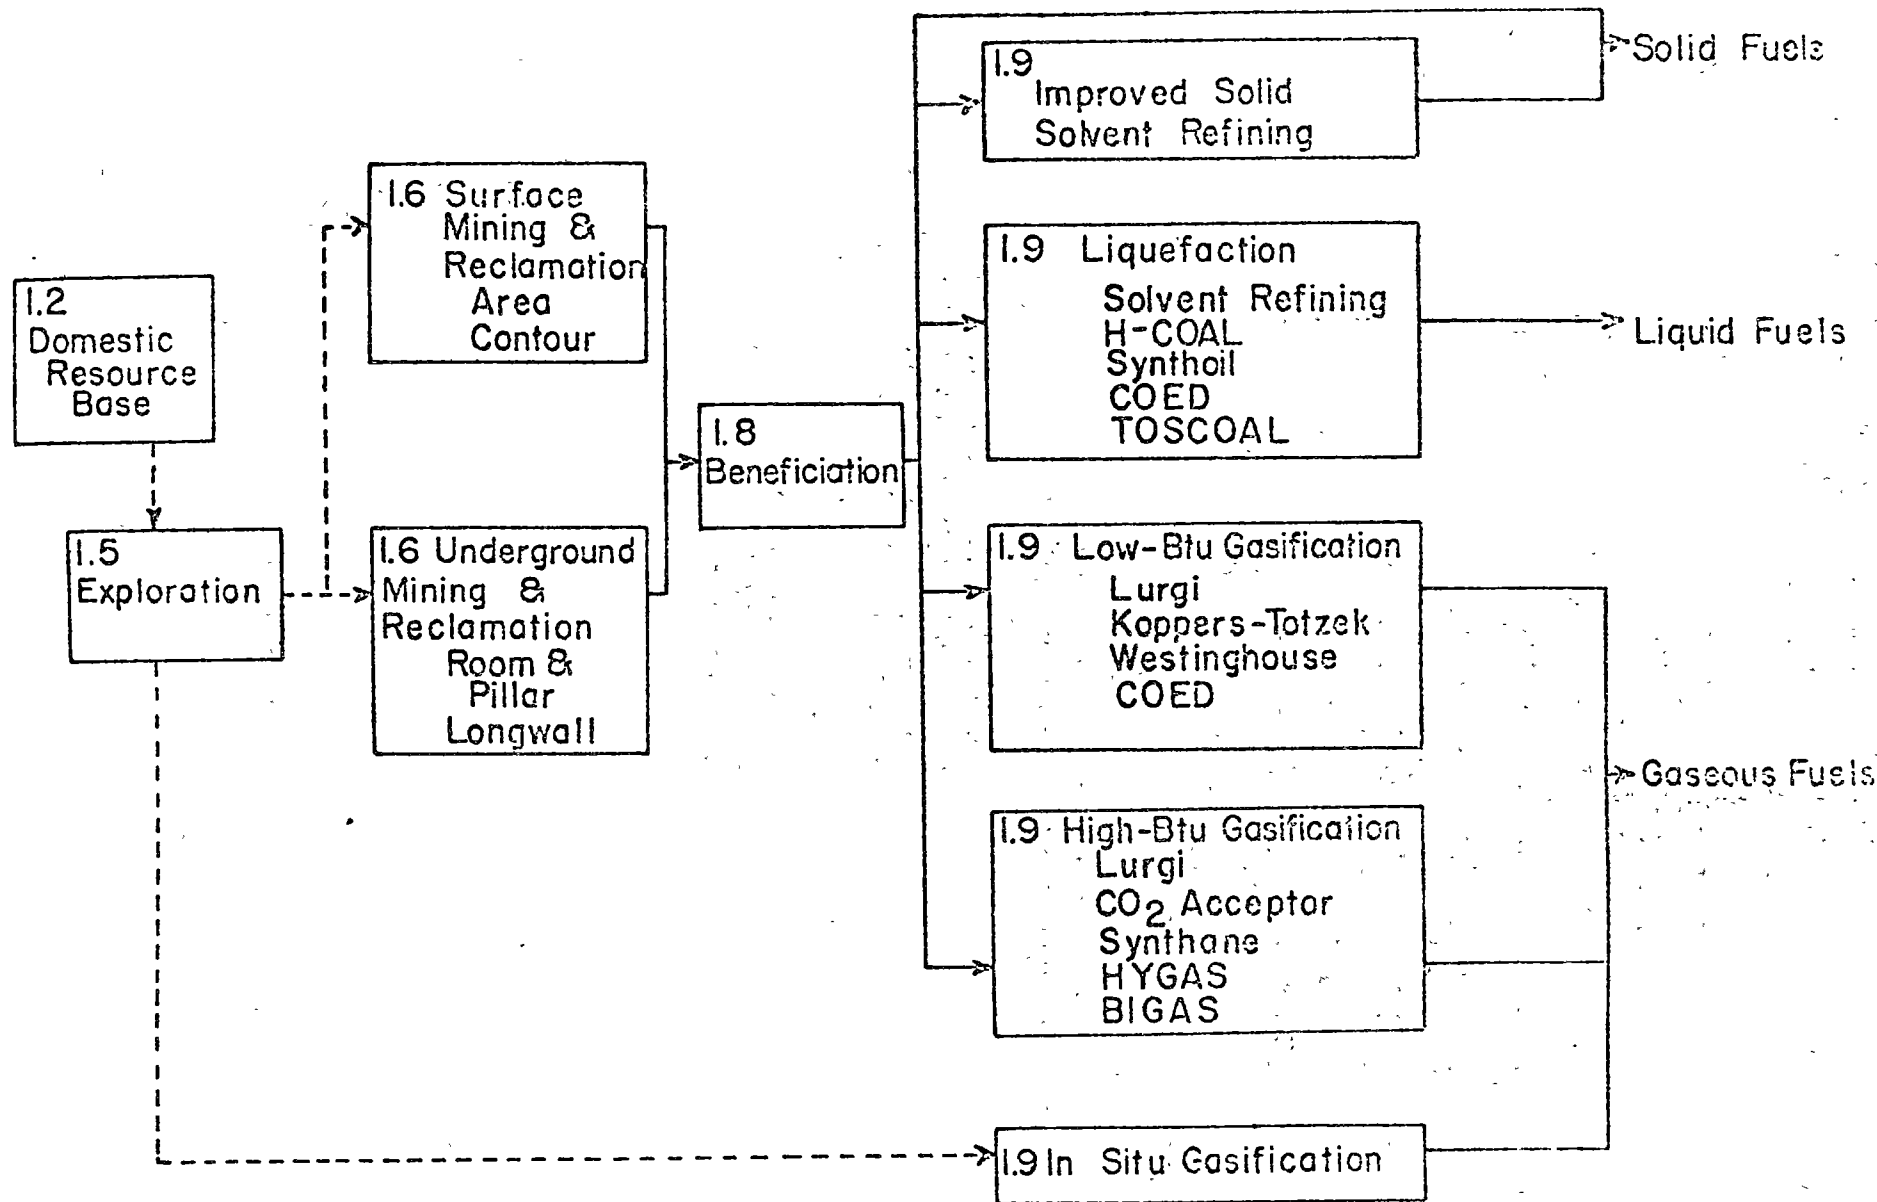 1.2
Domestic
Resource
Base
1.5
Exploration
1.6 Surface
Mining &
Reclamation
Area
Contour
1.6 Underground
Mining &
Reclamation
Room &
Pillar
Longwall
1.8
Beneficiation
1.9
Improved Solid
Solvent Refining
1.9 Liquefaction
Solvent Refining
H-COAL
Synthoil
COED
TOSCOAL
1.9 Low-Btu Gasification
Lurgi
Koppers-Totzek
Westinghouse
COED
1.9 High-Btu Gasification
Lurgi
CO₂ Acceptor
Synthane
HYGAS
BIGAS
1.9 In Situ Gasification
Solid Fuels
Liquid Fuels
Gaseous Fuels